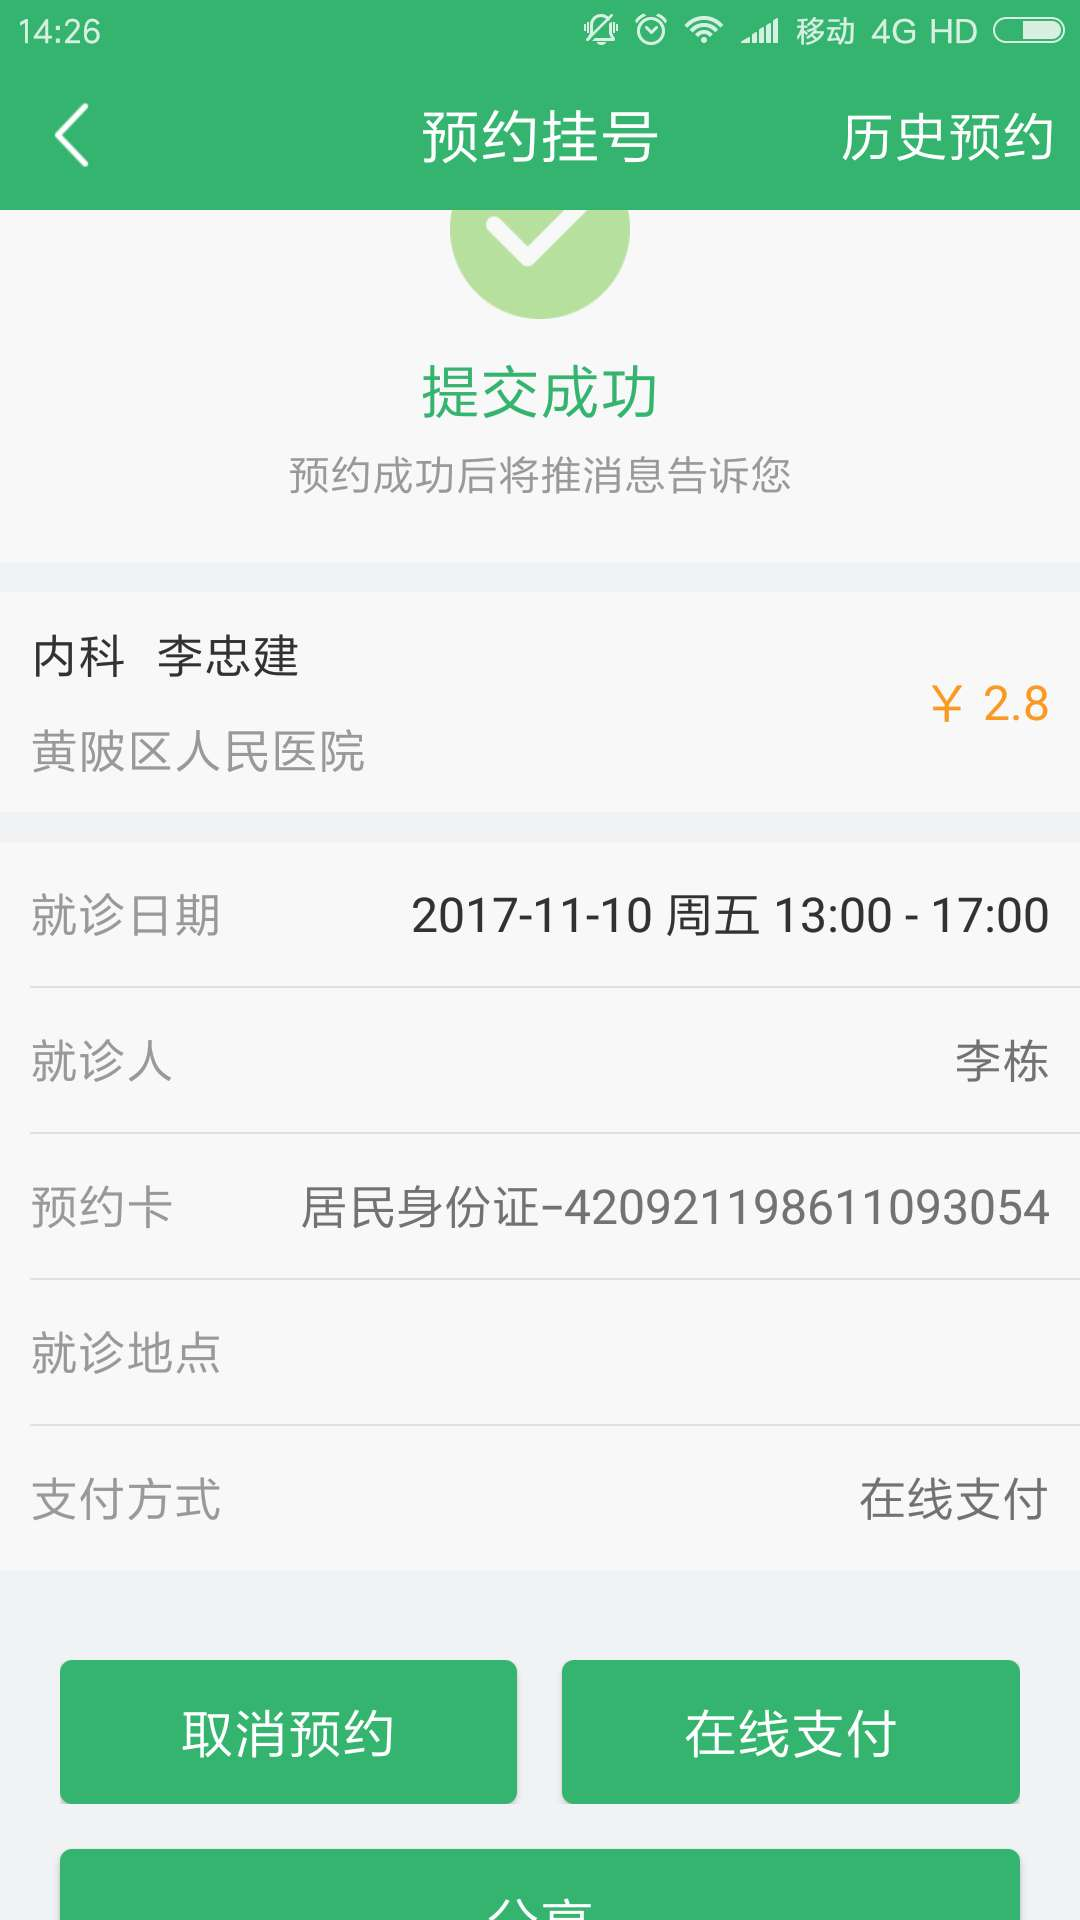 14:26 移动 4G HD
预约挂号 历史预约
提交成功
预约成功后将推消息告诉您
内科 李忠建
¥ 2.8
黄陂区人民医院
就诊日期 2017-11-10 周五 13:00 - 17:00
就诊人 李栋
预约卡 居民身份证-420921198611093054
就诊地点
支付方式 在线支付
取消预约 在线支付
分享